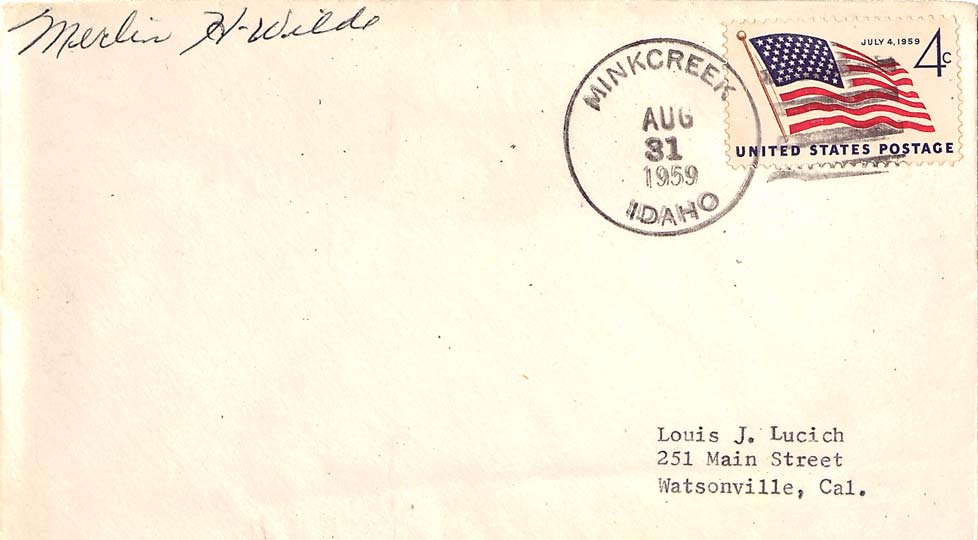 Merlin H. Wilde
MINKCREEK
AUG
31
1959
IDAHO
JULY 4, 1959
4c
UNITED STATES POSTAGE
Louis J. Lucich
251 Main Street
Watsonville, Cal.